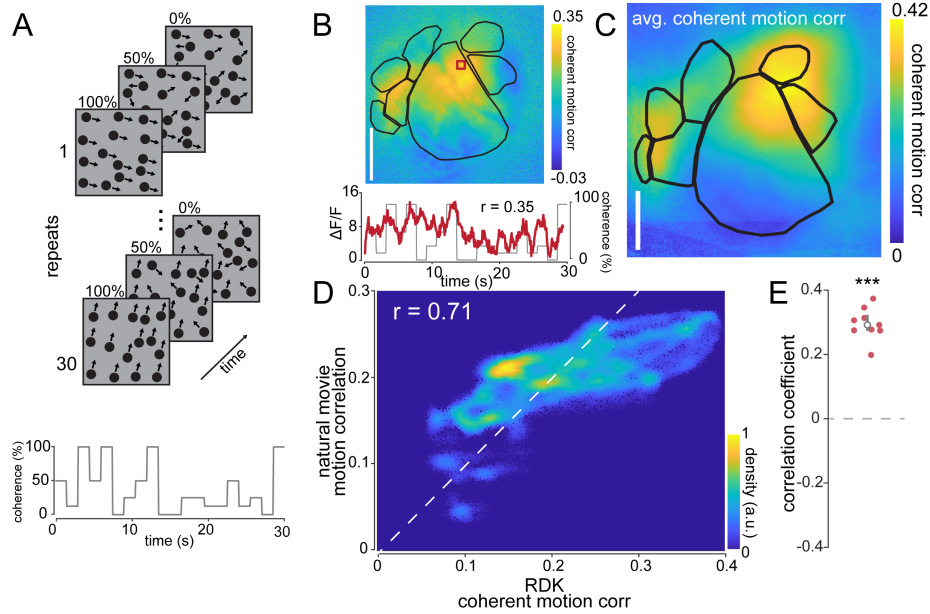 A
0%
50%
100%
1
repeats
0%
50%
100%
30
time
coherence (%)
100
50
0
0
10
20
30
time (s)
B
0.35
coherent motion corr
-0.03
16
8
0
ΔF/F
r = 0.35
100
0
coherence (%)
0
10
20
30
time (s)
C
avg. coherent motion corr
0.42
coherent motion corr
0
D
r = 0.71
0.3
0.2
0.1
0
natural movie
motion correlation
1
density (a.u.)
0
0
0.1
0.2
0.3
0.4
RDK
coherent motion corr
E
***
0.4
0.2
0
-0.2
-0.4
correlation coefficient